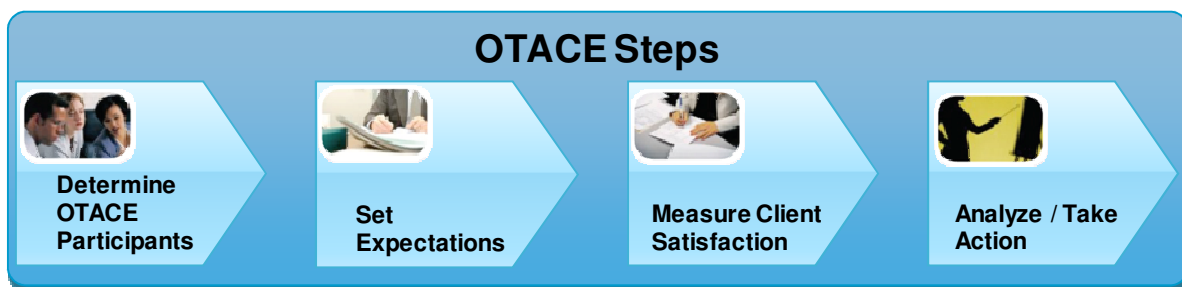 OTACE Steps
Determine
OTACE
Participants
Set
Expectations
Measure Client
Satisfaction
Analyze / Take
Action